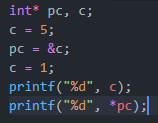 int* pc, c;
c = 5;
pc = &c;
c = 1;
printf("%d", c);
printf("%d", *pc);